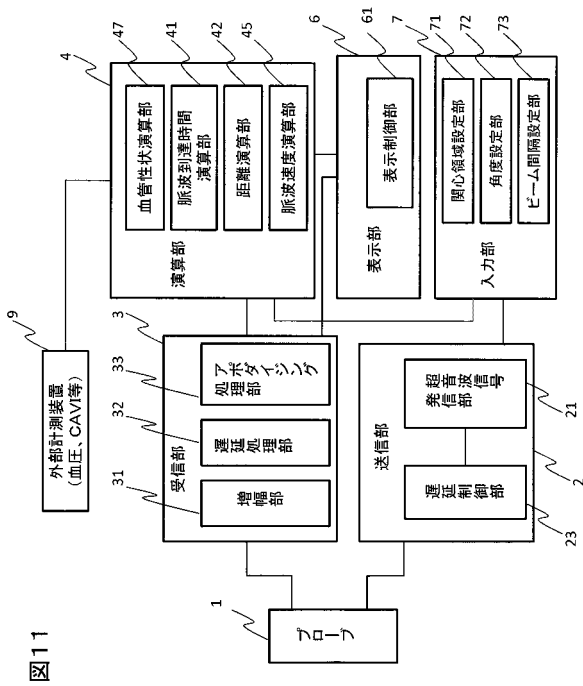 図11
9
外部計測装置
(血圧、CAVI等)
4
演算部
47
血管性状演算部
41
脈波到達時間
演算部
42
距離演算部
45
脈波速度演算部
3
受信部
31
増幅部
32
遅延処理部
33
アポダイジング
処理部
6
表示部
61
表示制御部
1
プローブ
2
送信部
23
遅延制御部
21
超音波信号
発信部
7
入力部
71
関心領域設定部
72
角度設定部
73
ビーム間隔設定部